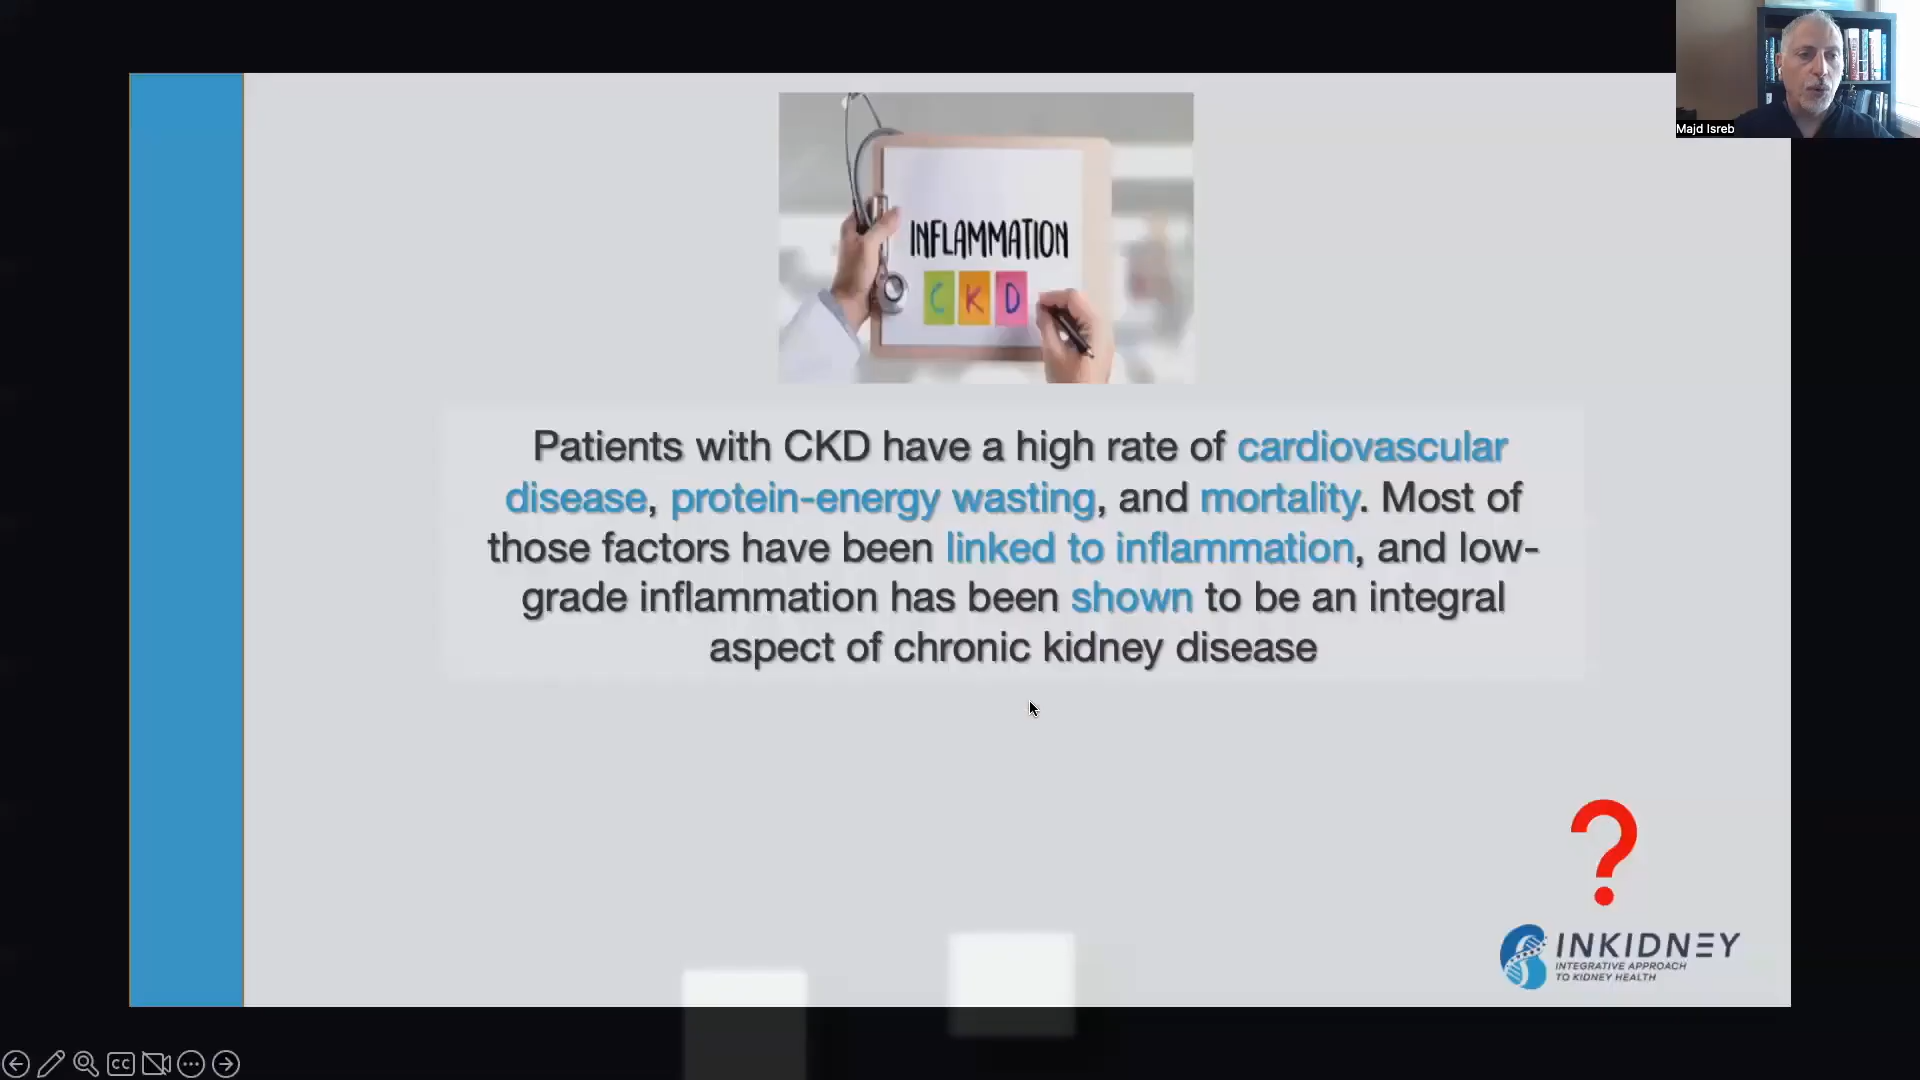 Majd Isreb
INFLAMMATION
C K D
Patients with CKD have a high rate of cardiovascular
disease, protein-energy wasting, and mortality. Most of
those factors have been linked to inflammation, and low-
grade inflammation has been shown to be an integral
aspect of chronic kidney disease
?
INKIDNEY
INTEGRATIVE APPROACH
TO KIDNEY HEALTH
CC